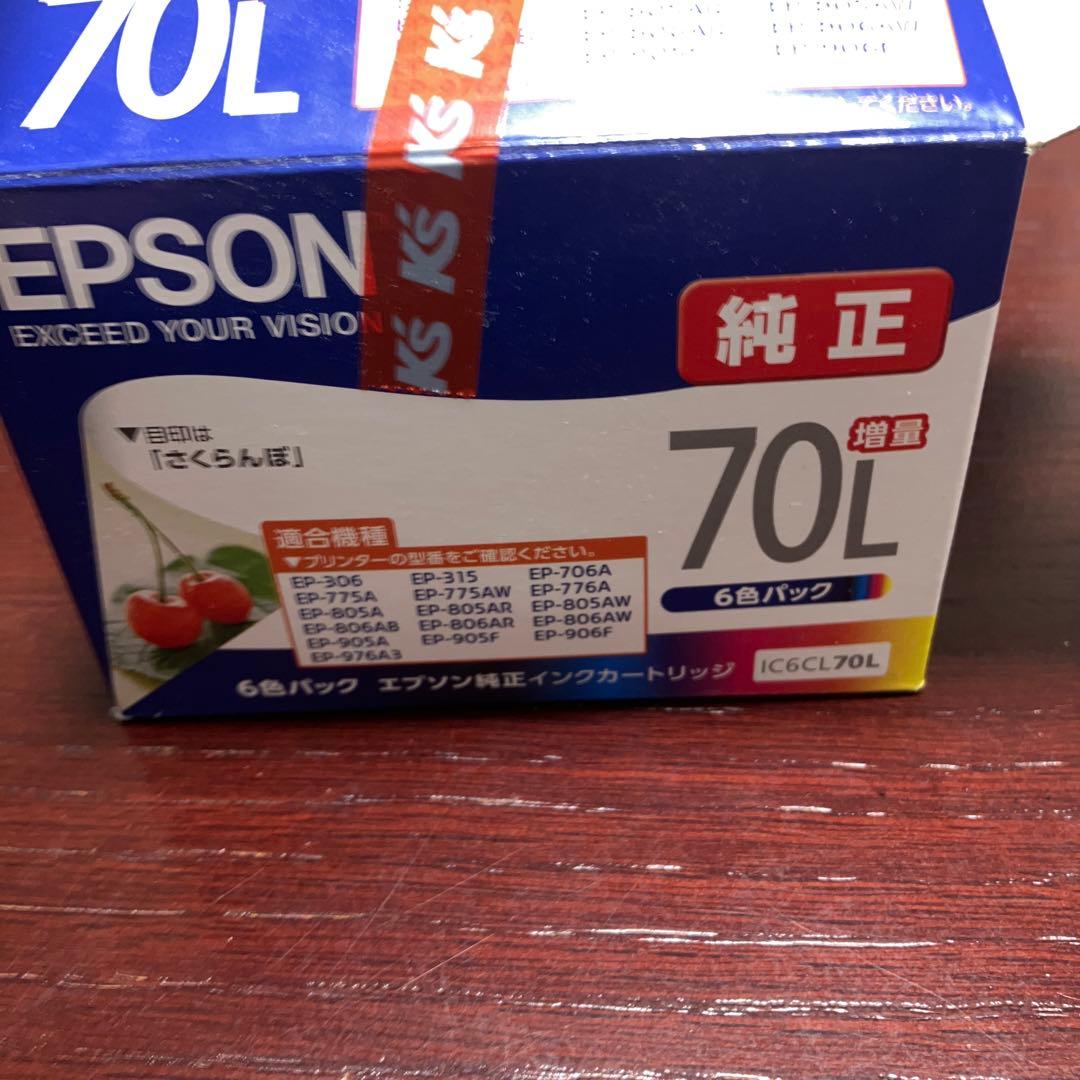 70L
ください。
EPSON
EXCEED YOUR VISION
K's K's K's K's K's K's
純正
▼目印は
「さくらんぼ」
70L
増量
6色パック
適合機種
▼プリンターの型番をご確認ください。
EP-306 EP-315 EP-706A
EP-775A EP-775AW EP-776A
EP-805A EP-805AR EP-805AW
EP-806AB EP-806AR EP-806AW
EP-905A EP-905F EP-906F
EP-976A3
6色パック エプソン純正インクカートリッジ IC6CL70L